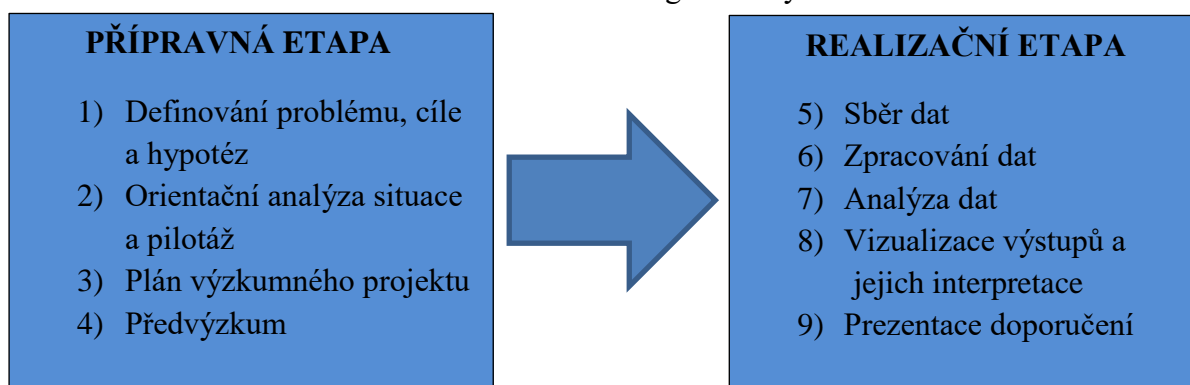 PŘÍPRAVNÁ ETAPA
1) Definování problému, cíle
a hypotéz
2) Orientační analýza situace
a pilotáž
3) Plán výzkumného projektu
4) Předvýzkum
REALIZAČNÍ ETAPA
5) Sběr dat
6) Zpracování dat
7) Analýza dat
8) Vizualizace výstupů a
jejich interpretace
9) Prezentace doporučení